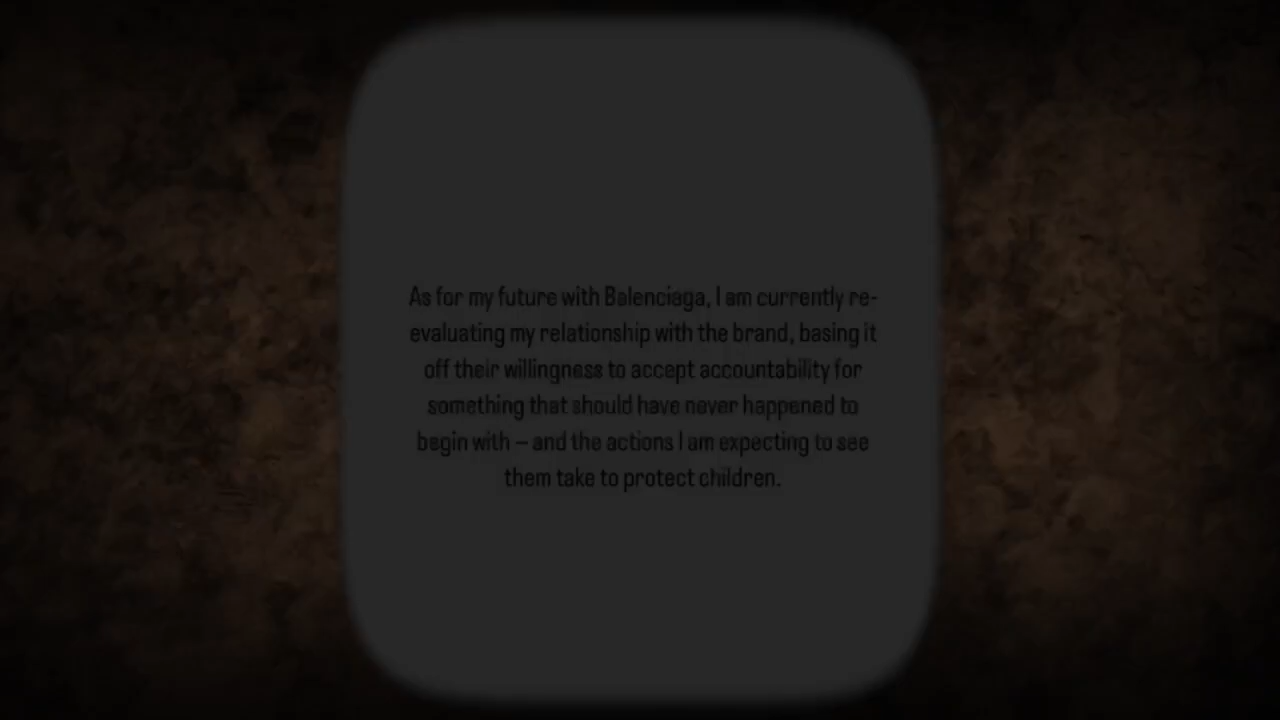 As for my future with Balenciaga, I am currently re-
evaluating my relationship with the brand, basing it
off their willingness to accept accountability for
something that should have never happened to
begin with – and the actions I am expecting to see
them take to protect children.